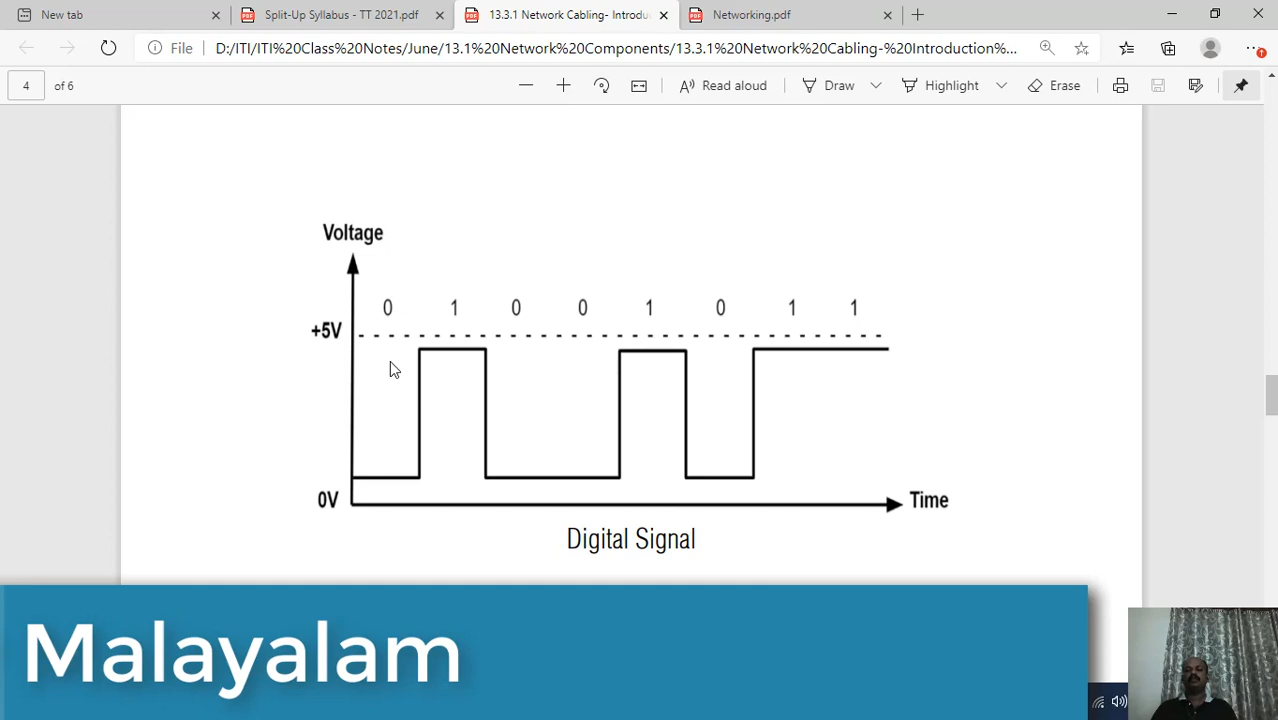 New tab
Split-Up Syllabus - TT 2021.pdf
13.3.1 Network Cabling- Introdu
Networking.pdf
File
D:/ITI/ITI%20Class%20Notes/June/13.1%20Network%20Components/13.3.1%20Network%20Cabling-%20Introduction%...
4 of 6
Read aloud
Draw
Highlight
Erase
Voltage
0 1 0 0 1 0 1 1
+5V
0V
Time
Digital Signal
Malayalam